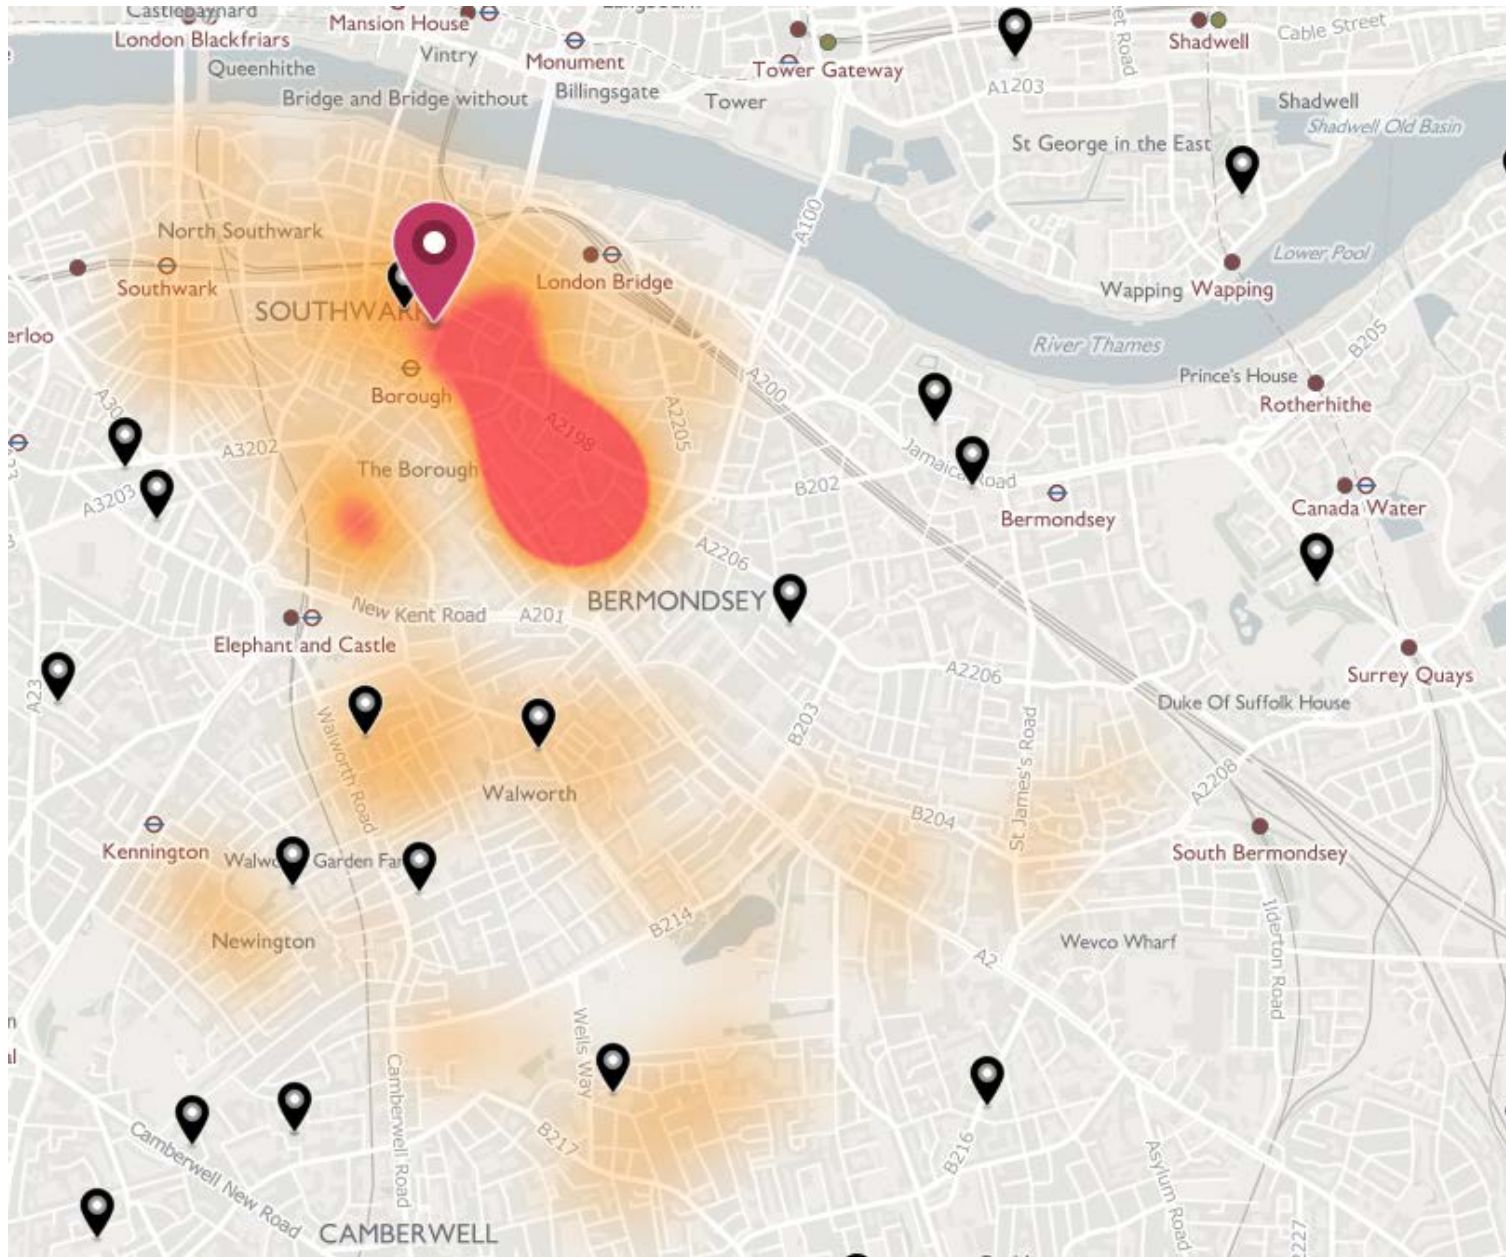 Castlebaynard
London Blackfriars
Mansion House
Queenhithe
Vintry
Monument
Bridge and Bridge without
Billingsgate
Tower Gateway
Tower
Shadwell
Cable Street
A1203
Shadwell
Shadwell Old Basin
St George in the East
A100
North Southwark
Southwark
SOUTHWARK
London Bridge
Lower Pool
Wapping
Wapping
River Thames
B205
erloo
Borough
A200
Prince's House
Rotherhithe
A2198
A2205
A3202
The Borough
A3203
B202
Jamaica Road
Bermondsey
Canada Water
A2206
BERMONDSEY
New Kent Road
A201
Elephant and Castle
A23
A2206
Surrey Quays
Duke Of Suffolk House
B203
St James's Road
Walworth Road
Walworth
A2208
B204
Kennington
South Bermondsey
Garden Far
B214
Newington
A2
Wevco Wharf
Ilderton Road
Wells Way
Camberwell Road
B217
B216
Asylum Road
Camberwell New Road
CAMBERWELL